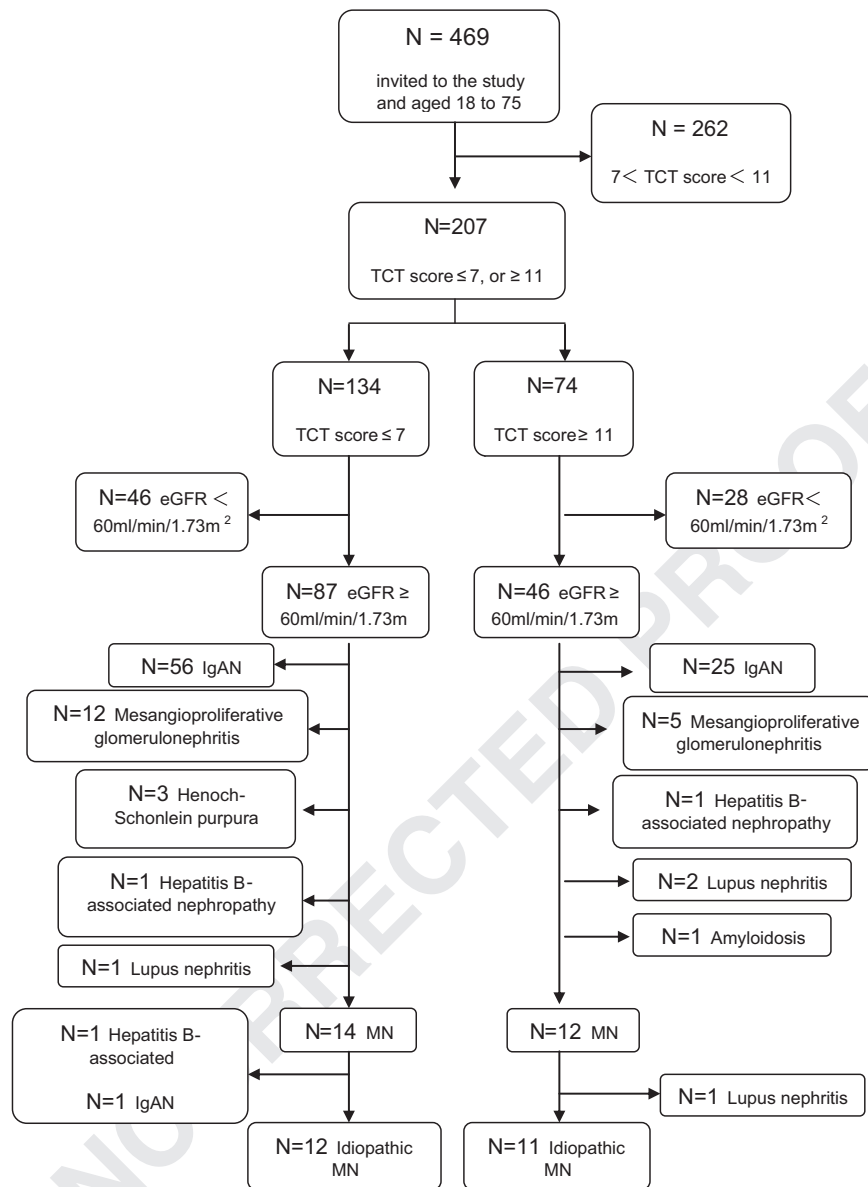 N = 469
invited to the study
and aged 18 to 75
N = 262
7< TCT score < 11
N=207
TCT score ≤ 7, or ≥ 11
N=134
TCT score ≤ 7
N=74
TCT score ≥ 11
N=46 eGFR <
60ml/min/1.73m ²
N=28 eGFR<
60ml/min/1.73m ²
N=87 eGFR ≥
60ml/min/1.73m
N=46 eGFR ≥
60ml/min/1.73m
N=56 IgAN
N=25 IgAN
N=12 Mesangioproliferative
glomerulonephritis
N=5 Mesangioproliferative
glomerulonephritis
N=3 Henoch-
Schonlein purpura
N=1 Hepatitis B-
associated nephropathy
N=1 Hepatitis B-
associated nephropathy
N=2 Lupus nephritis
N=1 Amyloidosis
N=1 Lupus nephritis
N=14 MN
N=12 MN
N=1 Hepatitis B-
associated
N=1 IgAN
N=1 Lupus nephritis
N=12 Idiopathic
MN
N=11 Idiopathic
MN
RRECTED PROOF